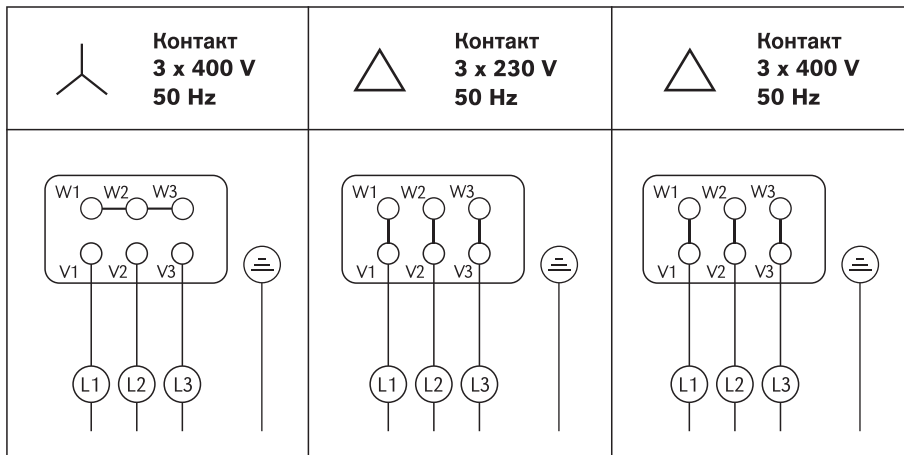 Контакт
3 x 400 V
50 Hz
Контакт
3 x 230 V
50 Hz
Контакт
3 x 400 V
50 Hz
W1 W2 W3
V1 V2 V3
L1 L2 L3
W1 W2 W3
V1 V2 V3
L1 L2 L3
W1 W2 W3
V1 V2 V3
L1 L2 L3